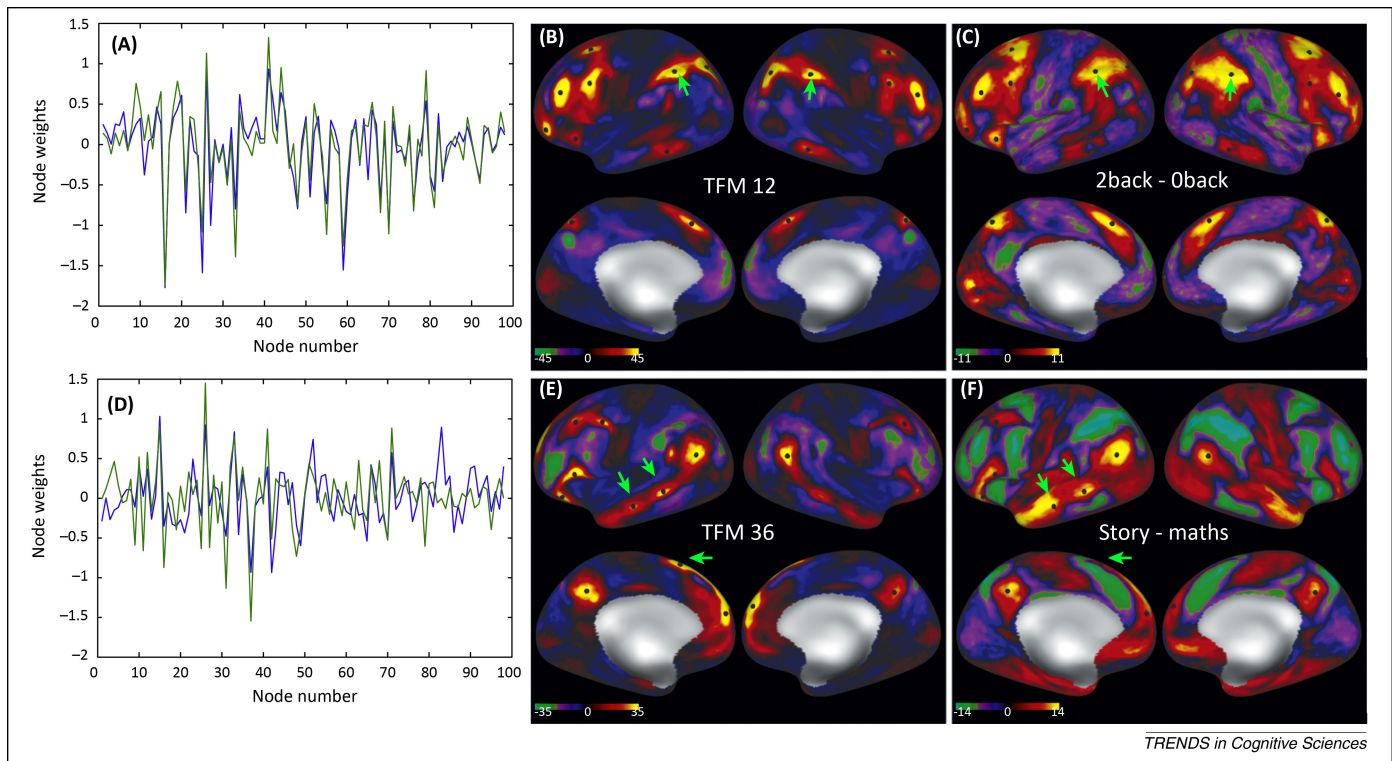 (A)
1.5
1
0.5
0
−0.5
−1
−1.5
−2
Node weights
0 10 20 30 40 50 60 70 80 90 100
Node number
(B)
TFM 12
-45 0 45
(C)
2back - 0back
-11 0 11
(D)
1.5
1
0.5
0
−0.5
−1
−1.5
−2
Node weights
0 10 20 30 40 50 60 70 80 90 100
Node number
(E)
TFM 36
-35 0 35
(F)
Story - maths
-14 0 14
TRENDS in Cognitive Sciences